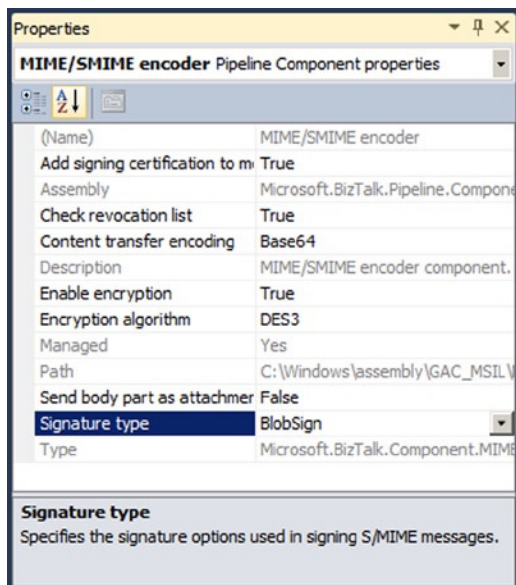 Properties
MIME/SMIME encoder Pipeline Component properties
(Name) MIME/SMIME encoder
Add signing certification to m True
Assembly Microsoft.BizTalk.Pipeline.Compone
Check revocation list True
Content transfer encoding Base64
Description MIME/SMIME encoder component.
Enable encryption True
Encryption algorithm DES3
Managed Yes
Path C:\Windows\assembly\GAC_MSIL\
Send body part as attachmer False
Signature type BlobSign
Type Microsoft.BizTalk.Component.MIME
Signature type
Specifies the signature options used in signing S/MIME messages.